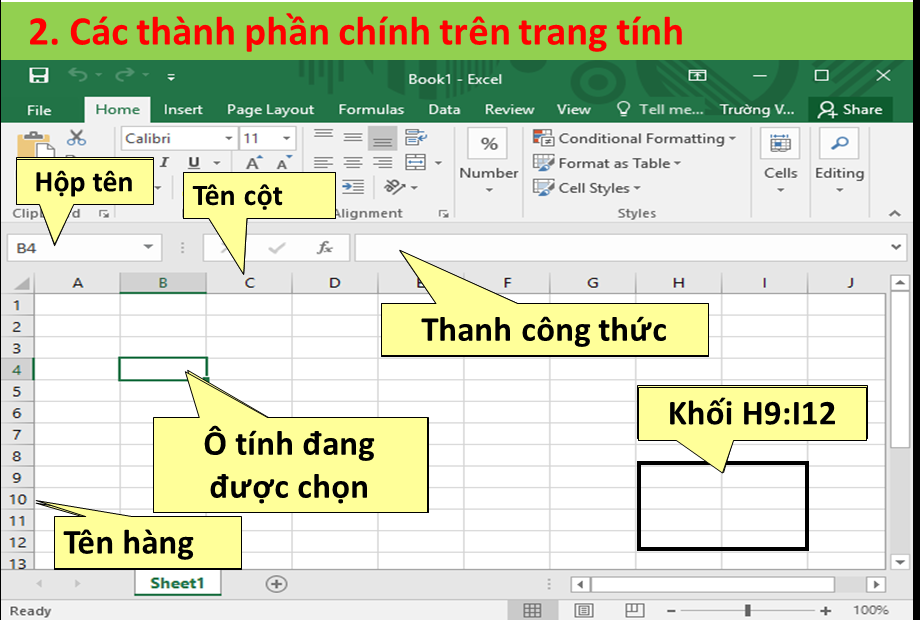 2. Các thành phần chính trên trang tính
Book1 - Excel
File Home Insert Page Layout Formulas Data Review View Tell me... Trường V... Share
Calibri 11 % Conditional Formatting
Format as Table
I U A A Number Cells Editing
Cell Styles
Hộp tên
Tên cột
Alignment Styles
B4 fx
A B C D F G H I J
1
2
3
Thanh công thức
4
5
6
Khối H9:I12
7
8
Ô tính đang
được chọn
9
10
11
12
Tên hàng
13
Sheet1
Ready 100%